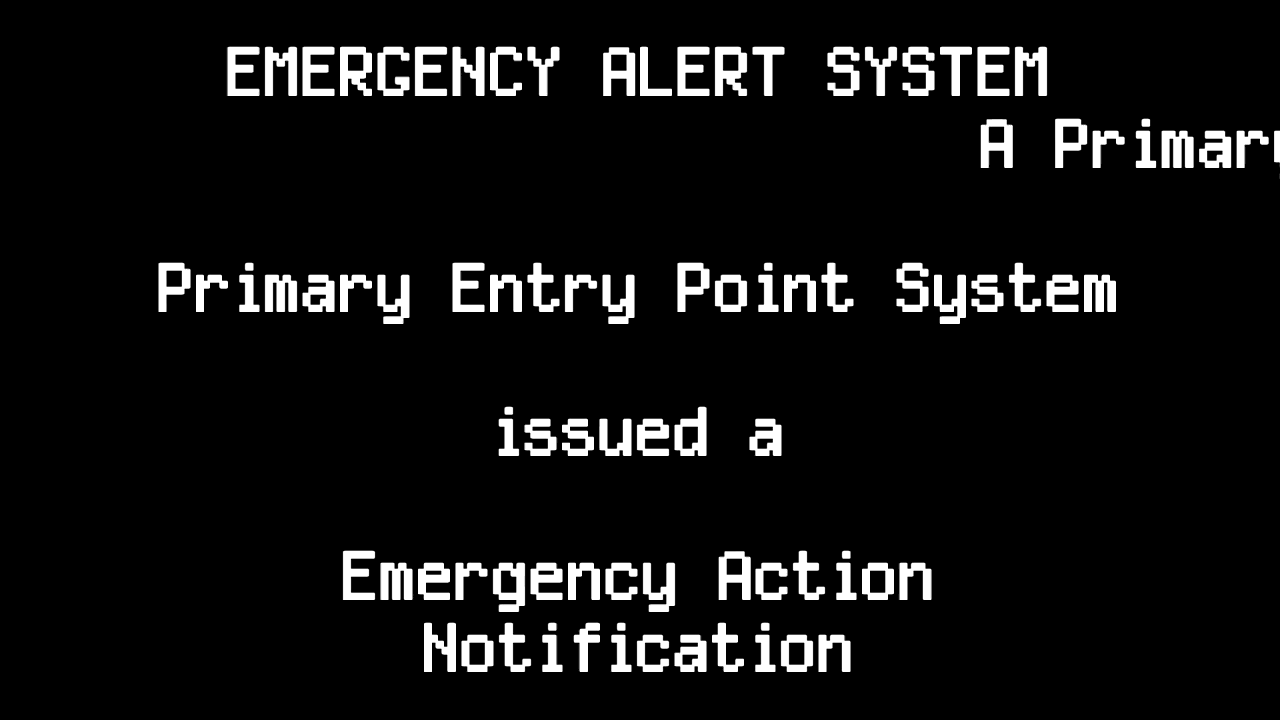 EMERGENCY ALERT SYSTEM
A Primar
Primary Entry Point System
issued a
Emergency Action
Notification